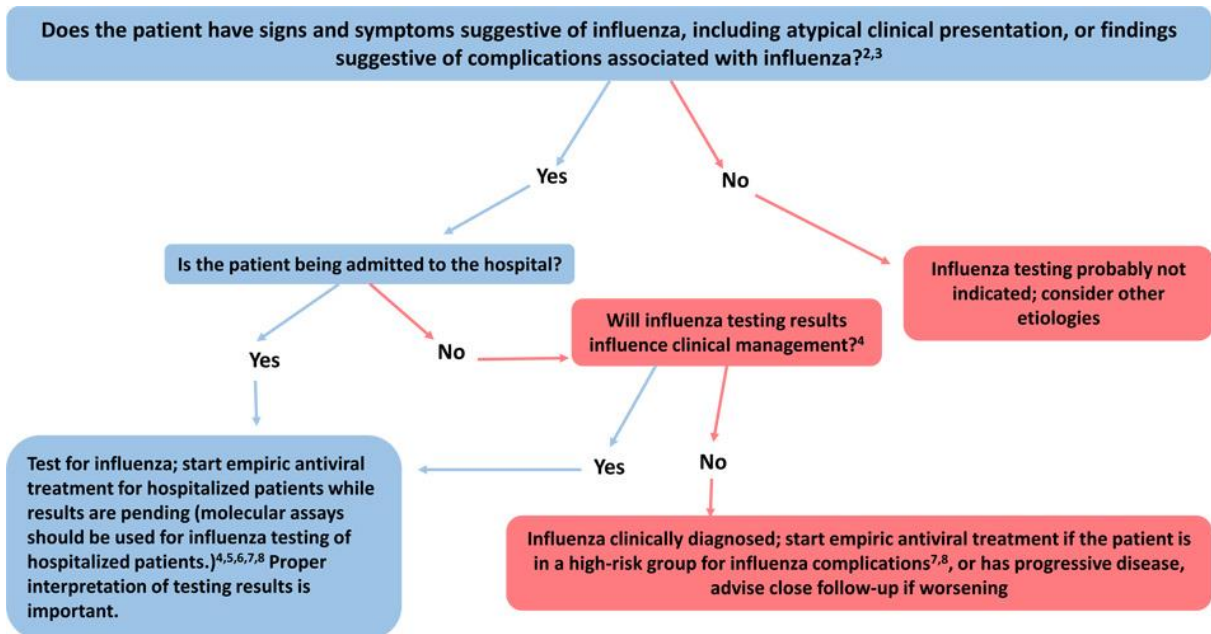 Does the patient have signs and symptoms suggestive of influenza, including atypical clinical presentation, or findings
suggestive of complications associated with influenza?2,3
Yes
No
Is the patient being admitted to the hospital?
Influenza testing probably not
indicated; consider other
etiologies
Will influenza testing results
influence clinical management?4
Yes
No
Test for influenza; start empiric antiviral
treatment for hospitalized patients while
results are pending (molecular assays
should be used for influenza testing of
hospitalized patients.)4,5,6,7,8 Proper
interpretation of testing results is
important.
Yes
No
Influenza clinically diagnosed; start empiric antiviral treatment if the patient is
in a high-risk group for influenza complications7,8, or has progressive disease,
advise close follow-up if worsening